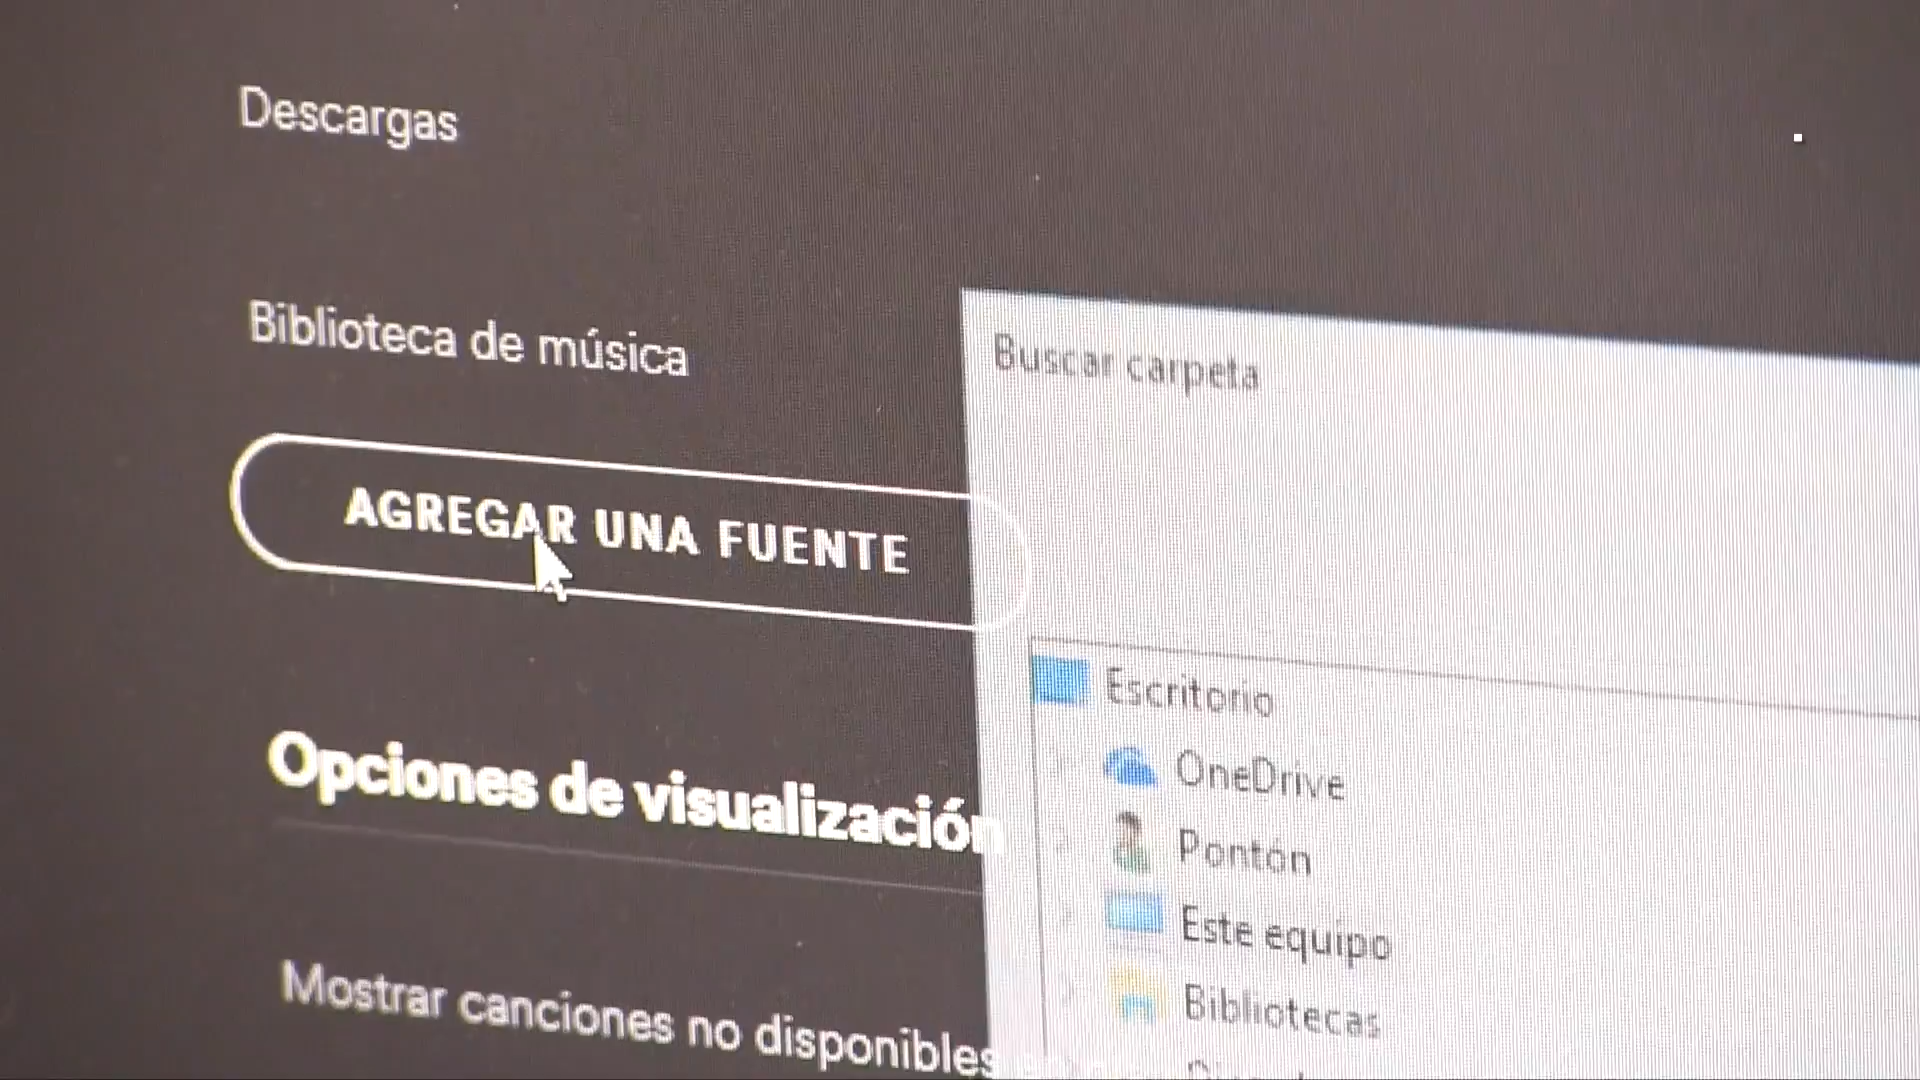 Descargas
Biblioteca de música
AGREGAR UNA FUENTE
Opciones de visualización
Mostrar canciones no disponibles
Buscar carpeta
Escritorio
OneDrive
Pontón
Este equipo
Bibliotecas